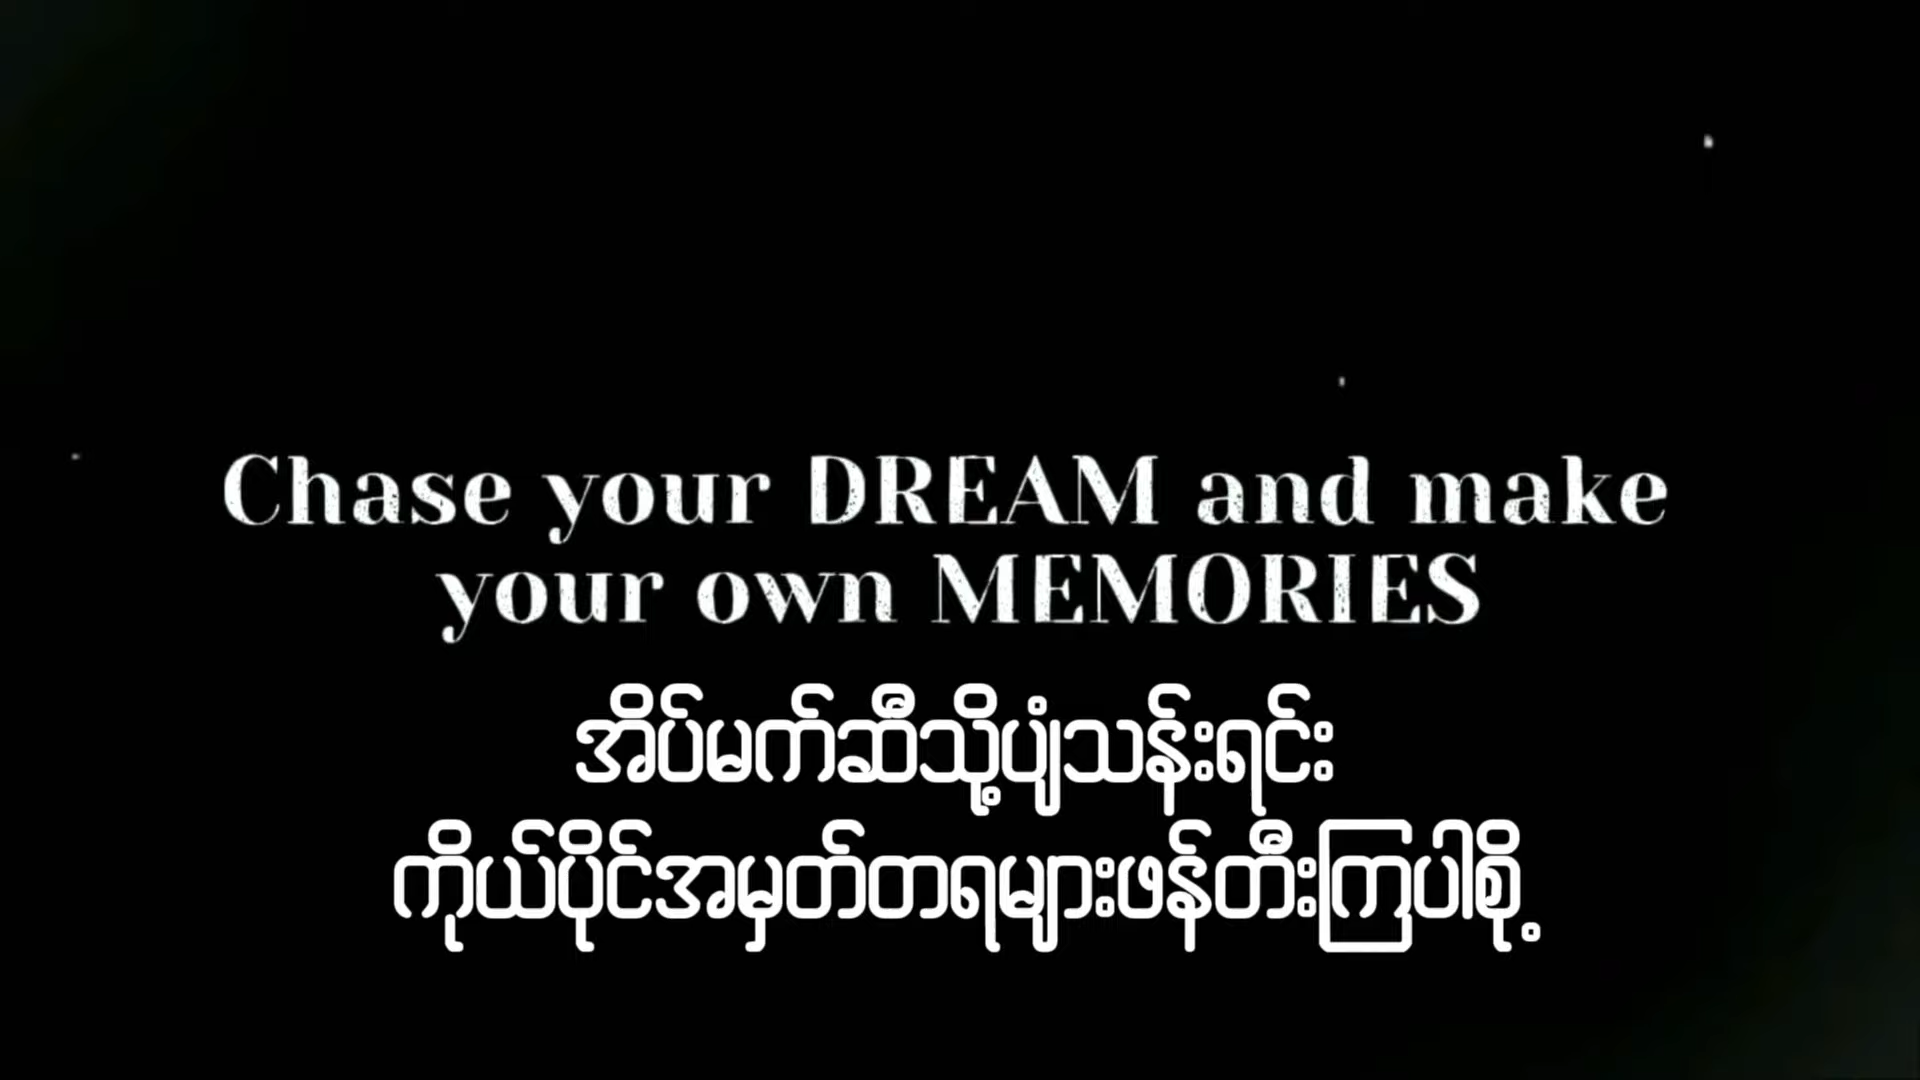 Chase your DREAM and make
your own MEMORIES
အိပ်မက်ဆီသို့ပျံသန်းရင်း
ကိုယ်ပိုင်အမှတ်တရများဖန်တီးကြပါစို့